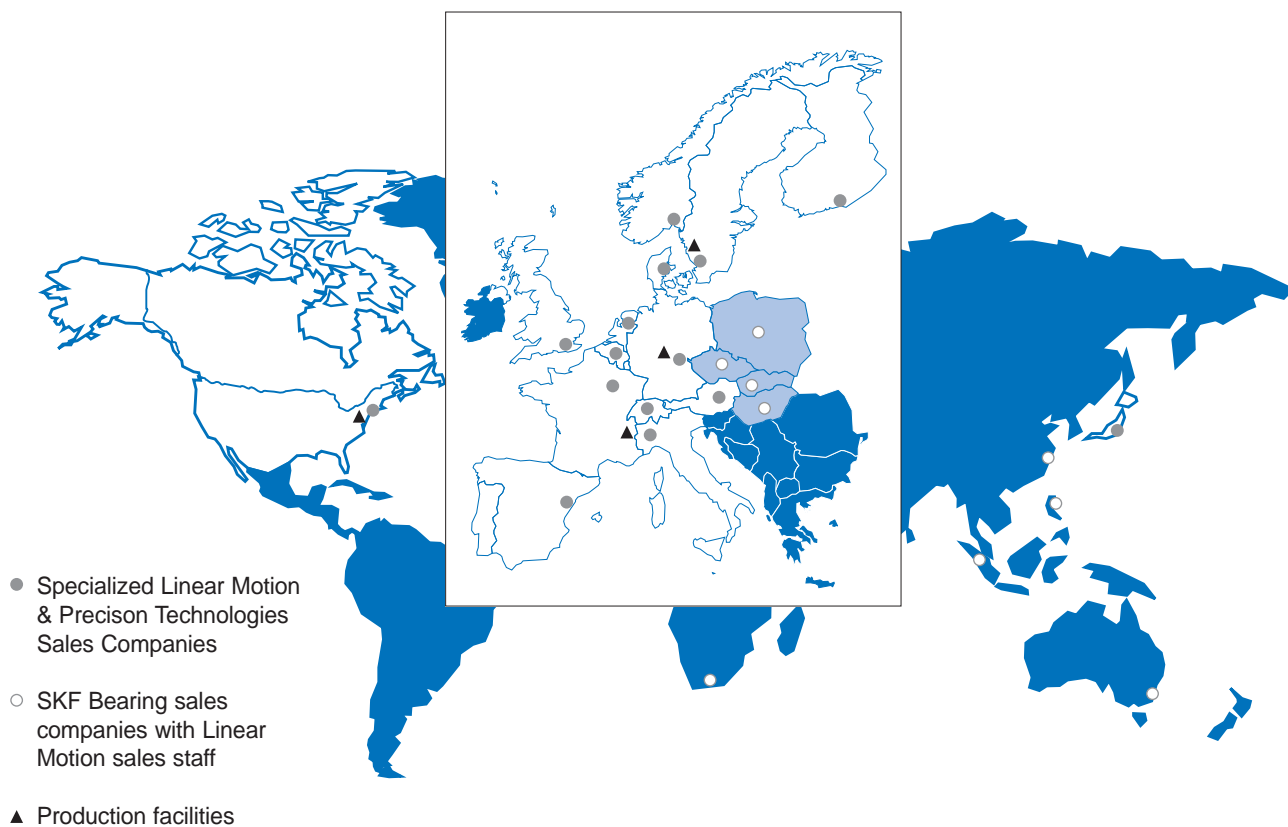 Specialized Linear Motion
& Precison Technologies
Sales Companies
SKF Bearing sales
companies with Linear
Motion sales staff
Production facilities